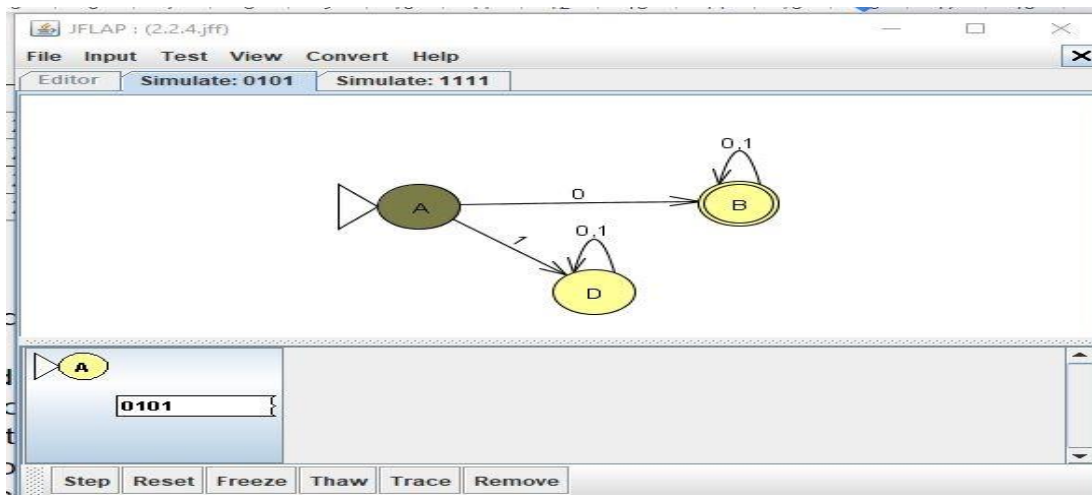 JFLAP : (2.2.4.jff)
File Input Test View Convert Help
Editor Simulate: 0101 Simulate: 1111
0,1
A 0 B
1 0,1
D
A
0101
Step Reset Freeze Thaw Trace Remove